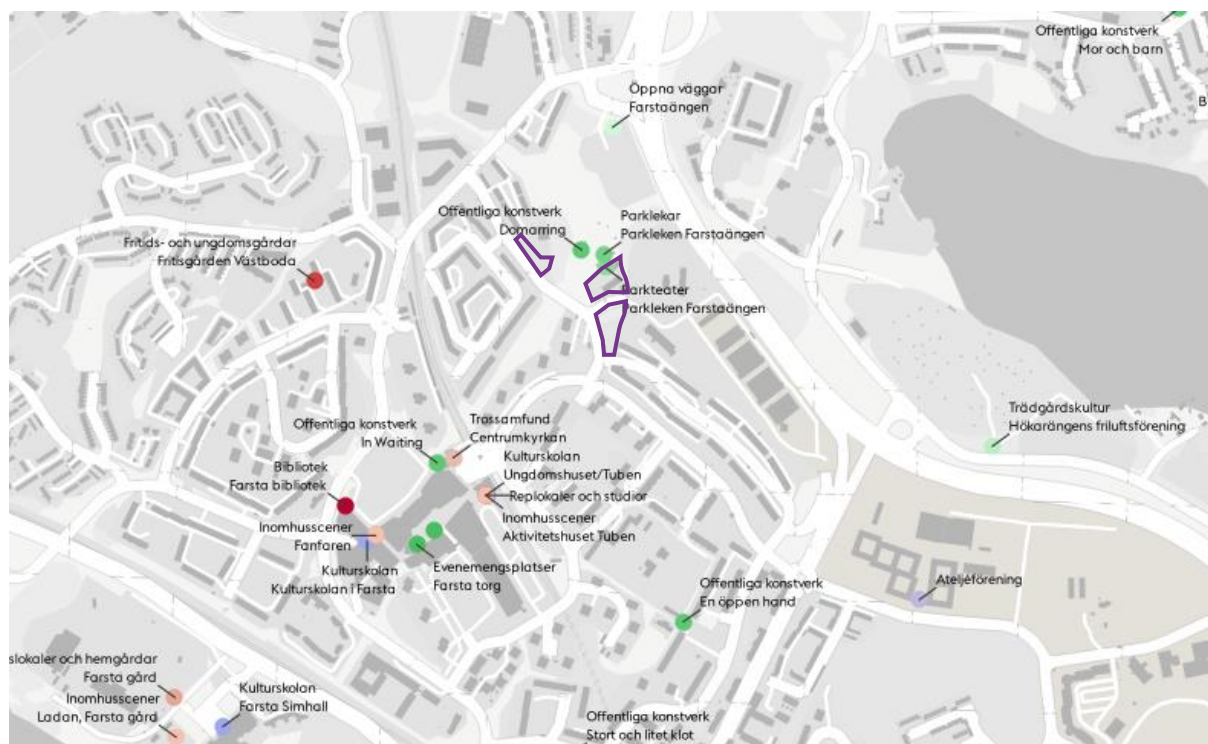 Offentliga konstverk
Mor och barn
Öppna väggar
Farstaängen
B
Offentliga konstverk
Domarring
Parklekar
Parkleken Farstaängen
Fritids- och ungdomsgårdar
Fritisgården Västboda
Parkteater
Parkleken Farstaängen
Offentliga konstverk
In Waiting
Trossamfund
Centrumkyrkan
Kulturskolan
Ungdomshuset/Tuben
Replokaler och studior
Inomhusscener
Aktivitetshuset Tuben
Trädgårdskultur
Hökarängens friluftsförening
Bibliotek
Farsta bibliotek
Inomhusscener
Fanfaren
Kulturskolan
Kulturskolan i Farsta
Evenemengsplatser
Farsta torg
Offentliga konstverk
En öppen hand
Ateljéförening
slokaler och hemgårdar
Farsta gård
Inomhusscener
Ladan, Farsta gård
Kulturskolan
Farsta Simhall
Offentliga konstverk
Stort och litet klot